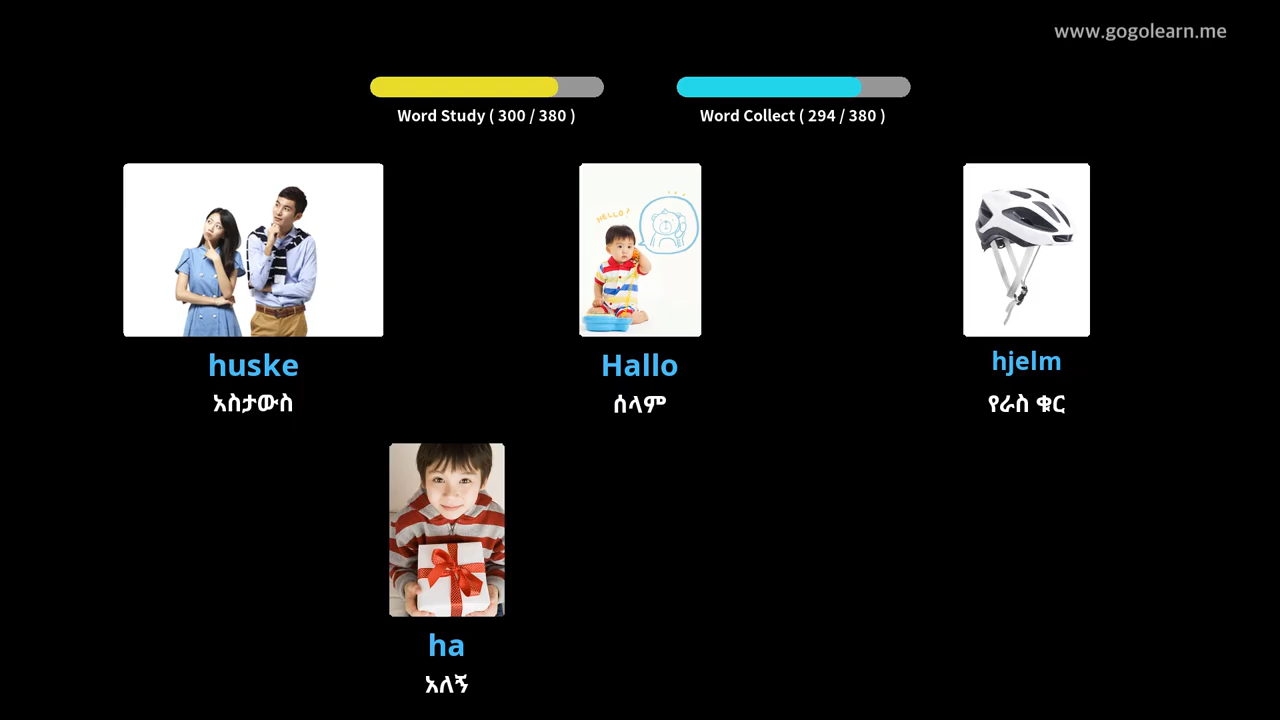 www.gogolearn.me
Word Study ( 300 / 380 )
Word Collect ( 294 / 380 )
HELLO?
huske
Hallo
hjelm
አስታውስ
ሰላም
የራስ ቁር
ha
አለኝ